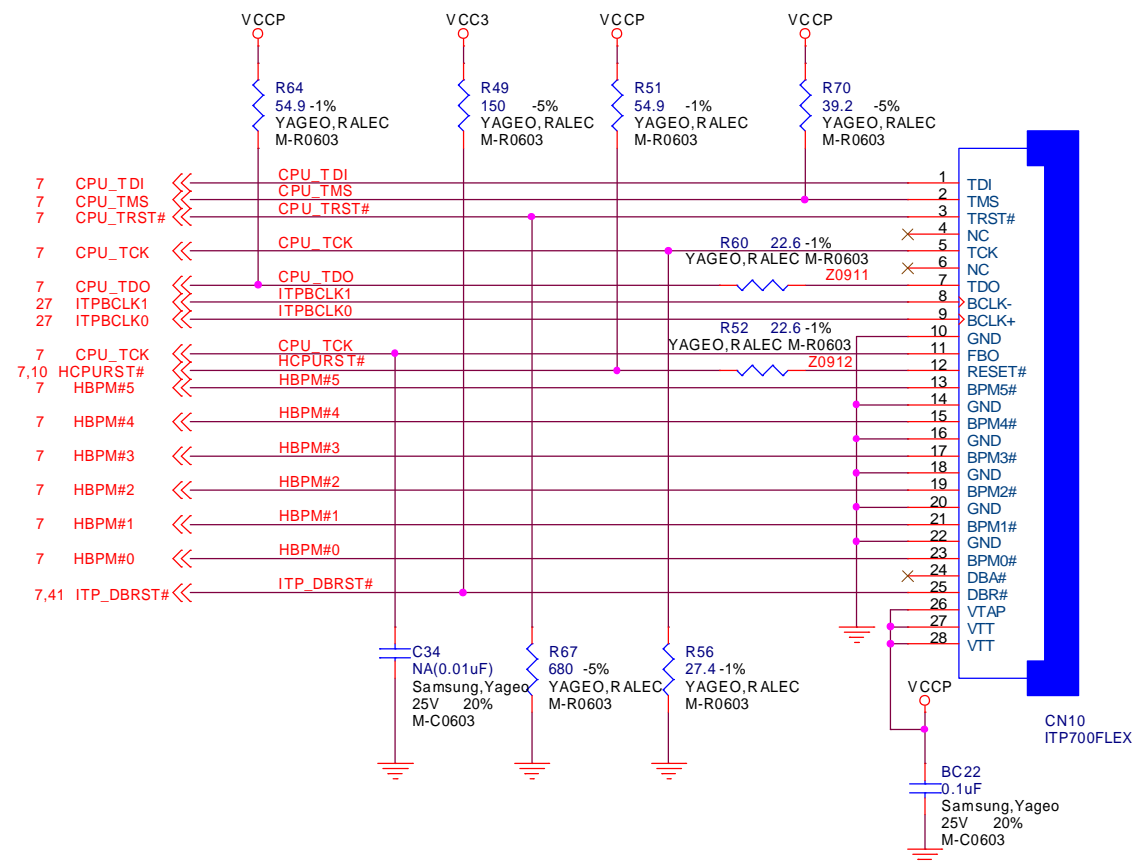 VCCP VCC3 VCCP VCCP
R64
54.9 -1%
YAGEO,RALEC
M-R0603
R49
150 -5%
YAGEO,RALEC
M-R0603
R51
54.9 -1%
YAGEO,RALEC
M-R0603
R70
39.2 -5%
YAGEO,RALEC
M-R0603
7 CPU_TDI CPU_TDI 1 TDI
7 CPU_TMS CPU_TMS 2 TMS
7 CPU_TRST# CPU_TRST# 3 TRST#
4 NC
7 CPU_TCK CPU_TCK 5 TCK
R60 22.6 -1%
YAGEO,RALEC M-R0603
6 NC
Z0911
7 CPU_TDO CPU_TDO 7 TDO
27 ITPBCLK1 ITPBCLK1 8 BCLK-
27 ITPBCLK0 ITPBCLK0 9 BCLK+
R52 22.6 -1%
YAGEO,RALEC M-R0603
10 GND
7 CPU_TCK CPU_TCK 11 FBO
Z0912
7,10 HCPURST# HCPURST# 12 RESET#
7 HBPM#5 HBPM#5 13 BPM5#
14 GND
7 HBPM#4 HBPM#4 15 BPM4#
16 GND
7 HBPM#3 HBPM#3 17 BPM3#
18 GND
7 HBPM#2 HBPM#2 19 BPM2#
20 GND
7 HBPM#1 HBPM#1 21 BPM1#
22 GND
7 HBPM#0 HBPM#0 23 BPM0#
24 DBA#
7,41 ITP_DBRST# ITP_DBRST# 25 DBR#
26 VTAP
27 VTT
28 VTT
C34
NA(0.01uF)
Samsung,Yageo
25V 20%
M-C0603
R67
680 -5%
YAGEO,RALEC
M-R0603
R56
27.4 -1%
YAGEO,RALEC
M-R0603
VCCP
CN10
ITP700FLEX
BC22
0.1uF
Samsung,Yageo
25V 20%
M-C0603